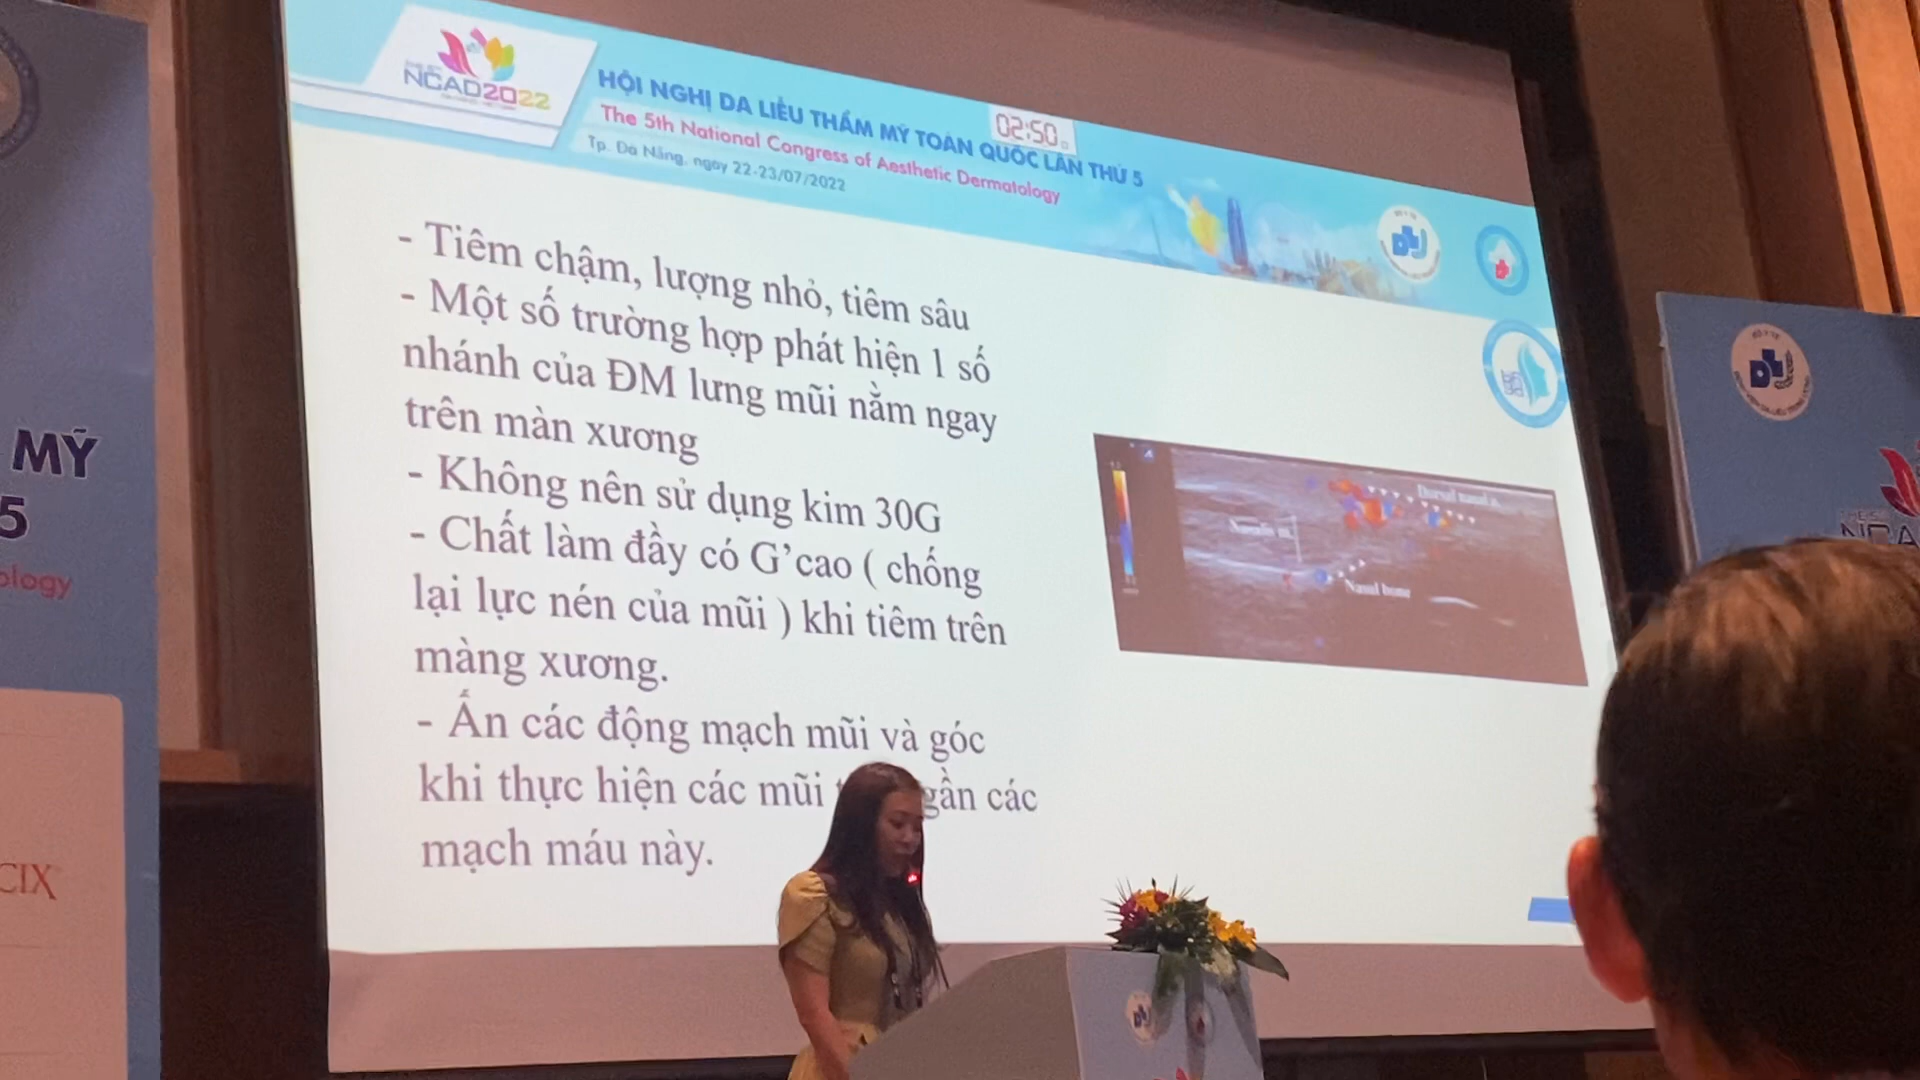 NCAD2022
HỘI NGHỊ DA LIỄU THẨM MỸ TOÀN QUỐC LẦN THỨ 5
The 5th National Congress of Aesthetic Dermatology
Tp. Đà Nẵng, ngày 22-23/07/2022
02:50
- Tiêm chậm, lượng nhỏ, tiêm sâu
- Một số trường hợp phát hiện 1 số
nhánh của ĐM lưng mũi nằm ngay
trên màn xương
- Không nên sử dụng kim 30G
- Chất làm đầy có G’cao ( chống
lại lực nén của mũi ) khi tiêm trên
màng xương.
- Ấn các động mạch mũi và góc
khi thực hiện các mũi gần các
mạch máu này.
Dorsal nasal a.
Nasalis m.
Nasal bone
MỸ
5
ology
CIX
NCA